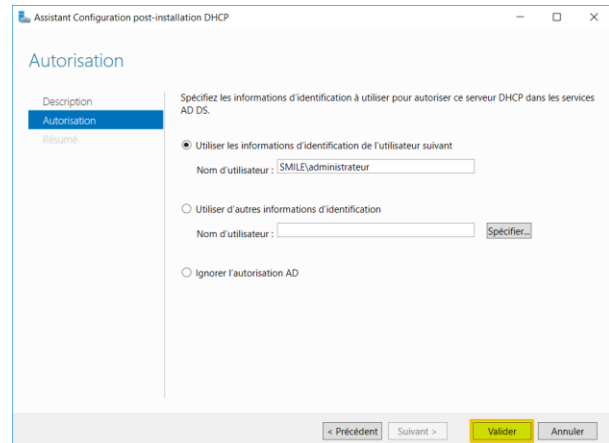 Assistant Configuration post-installation DHCP
Autorisation
Description
Autorisation
Résumé
Spécifiez les informations d'identification à utiliser pour autoriser ce serveur DHCP dans les services
AD DS.
Utiliser les informations d'identification de l'utilisateur suivant
Nom d'utilisateur : SMILE\administrateur
Utiliser d'autres informations d'identification
Nom d'utilisateur : Spécifier...
Ignorer l'autorisation AD
< Précédent Suivant > Valider Annuler